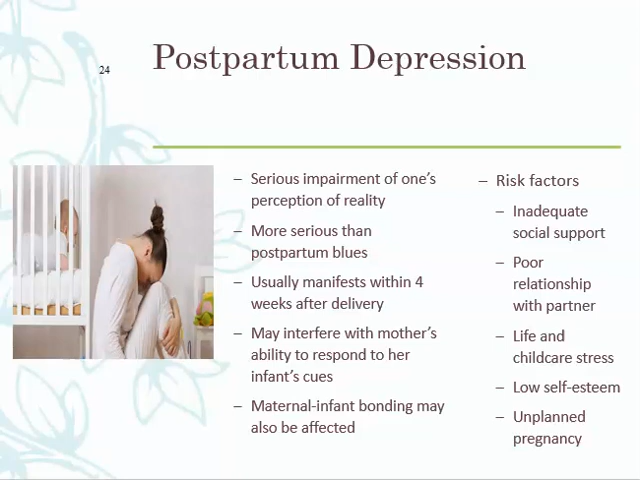 Postpartum Depression
24
– Serious impairment of one's
perception of reality
– More serious than
postpartum blues
– Usually manifests within 4
weeks after delivery
– May interfere with mother's
ability to respond to her
infant's cues
– Maternal-infant bonding may
also be affected
– Risk factors
– Inadequate
social support
– Poor
relationship
with partner
– Life and
childcare stress
– Low self-esteem
– Unplanned
pregnancy